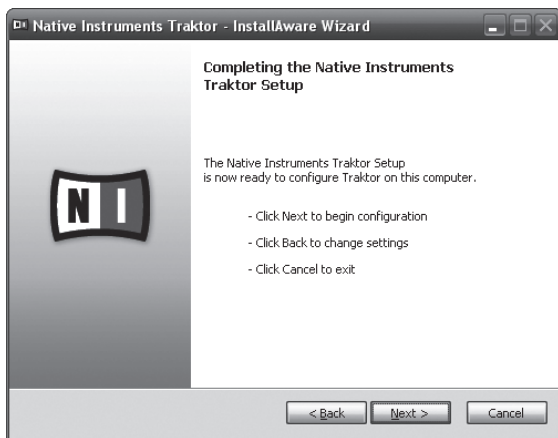 Native Instruments Traktor - InstallAware Wizard
Completing the Native Instruments
Traktor Setup
The Native Instruments Traktor Setup
is now ready to configure Traktor on this computer.
- Click Next to begin configuration
- Click Back to change settings
- Click Cancel to exit
N I
< Back Next > Cancel